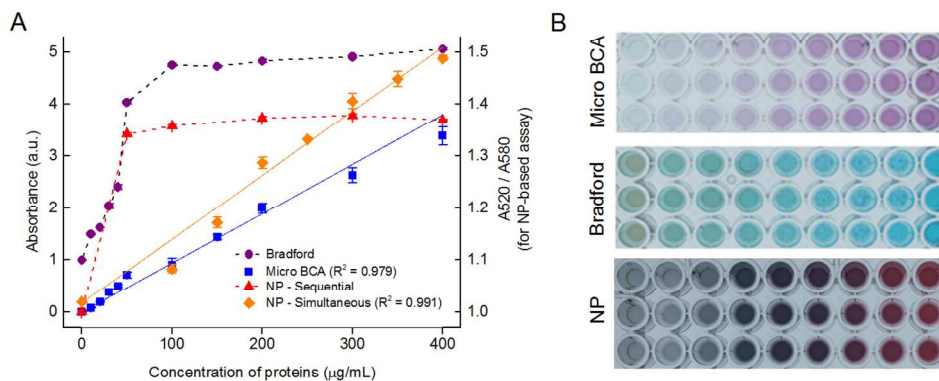 A
B
5
4
3
2
1
0
Absorbance (a.u.)
1.5
1.4
1.3
1.2
1.1
1.0
A520 / A580
(for NP-based assay)
Bradford
Micro BCA (R² = 0.979)
NP - Sequential
NP - Simultaneous (R² = 0.991)
0
100
200
300
400
Concentration of proteins (μg/mL)
Micro BCA
Bradford
NP